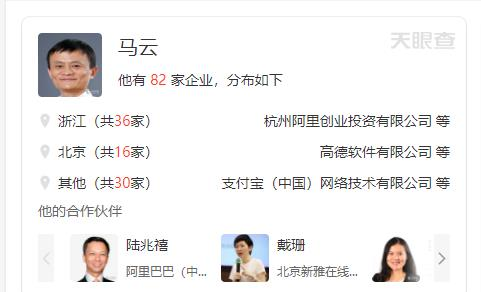 马云
天眼查
他有 82 家企业，分布如下
浙江（共36家） 杭州阿里创业投资有限公司 等
北京（共16家） 高德软件有限公司 等
其他（共30家） 支付宝（中国）网络技术有限公司 等
他的合作伙伴
陆兆禧
阿里巴巴（中...
戴珊
北京新雅在线...